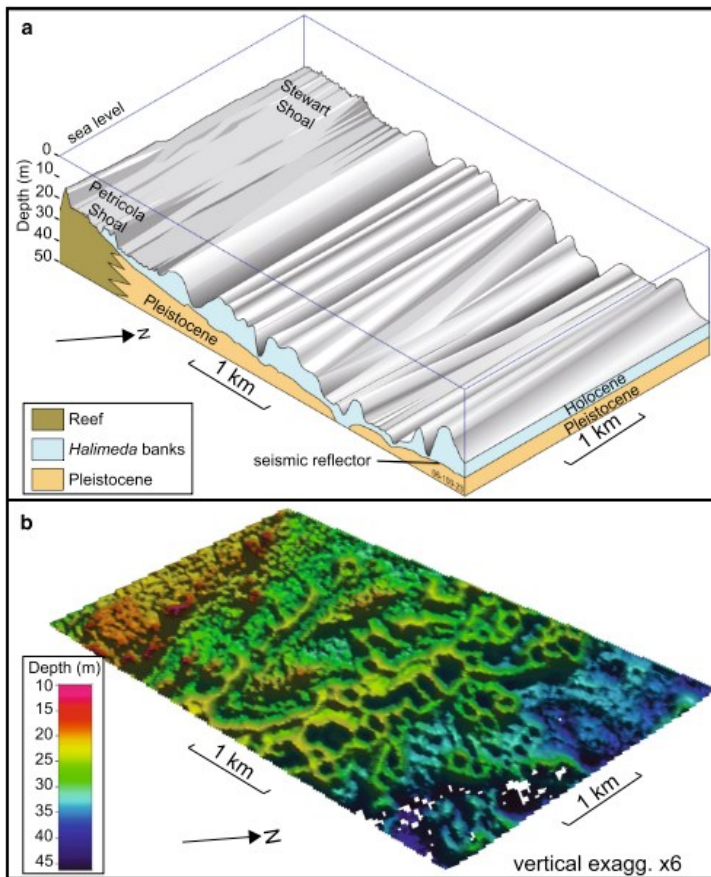 a
sea level
Stewart
Shoal
Petricola
Shoal
Depth (m)
0
10
20
30
40
50
Pleistocene
N
1 km
Holocene
Pleistocene
1 km
Reef
Halimeda banks
Pleistocene
seismic reflector
b
Depth (m)
10
15
20
25
30
35
40
45
1 km
N
1 km
vertical exagg. x6